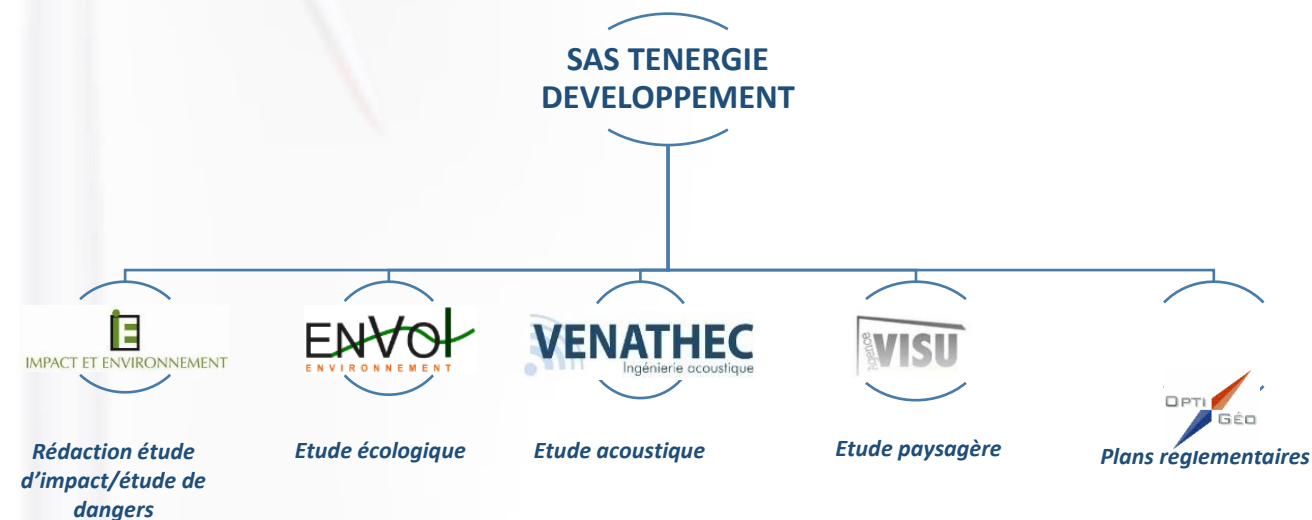 SAS TENERGIE
DEVELOPPEMENT
iE
IMPACT ET ENVIRONNEMENT
ENVOL
ENVIRONNEMENT
VENATHEC
Ingénierie acoustique
Agence
VISU
OPTI
GÉO
Rédaction étude
d'impact/étude de
dangers
Etude écologique
Etude acoustique
Etude paysagère
Plans réglementaires